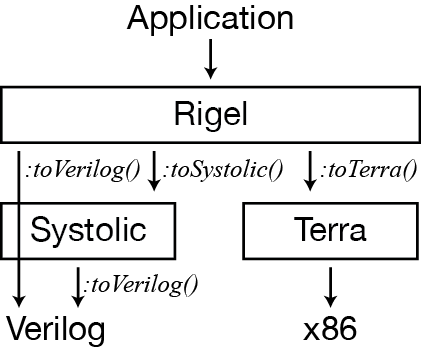 Application
Rigel
:toVerilog() :toSystolic() :toTerra()
Systolic Terra
:toVerilog()
Verilog x86